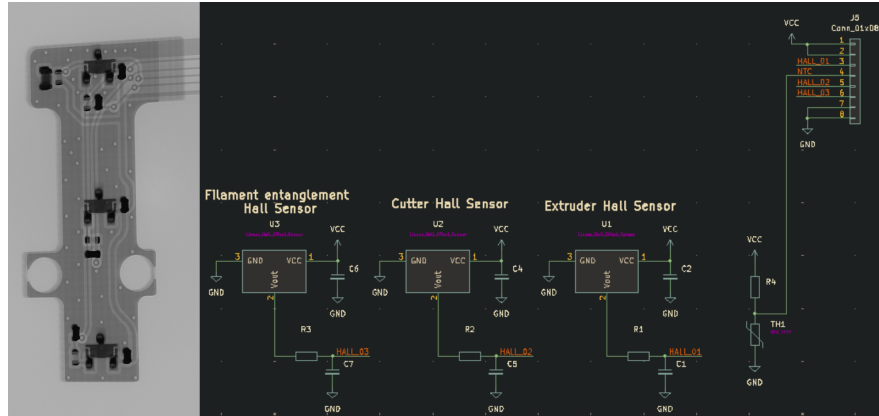 J5
Conn_01x08
VCC
1
2
HALL_01 3
NTC 4
HALL_02 5
HALL_03 6
7
8
GND
Filament entanglement
Hall Sensor
Cutter Hall Sensor
Extruder Hall Sensor
U3
U2
U1
VCC
VCC
VCC
VCC
3 GND VCC 1
Vout
2
C6
GND
GND
3 GND VCC 1
Vout
2
C4
GND
GND
3 GND VCC 1
Vout
2
C2
GND
GND
R4
TH1
GND
R3
HALL_03
C7
GND
R2
HALL_02
C5
GND
R1
HALL_01
C1
GND